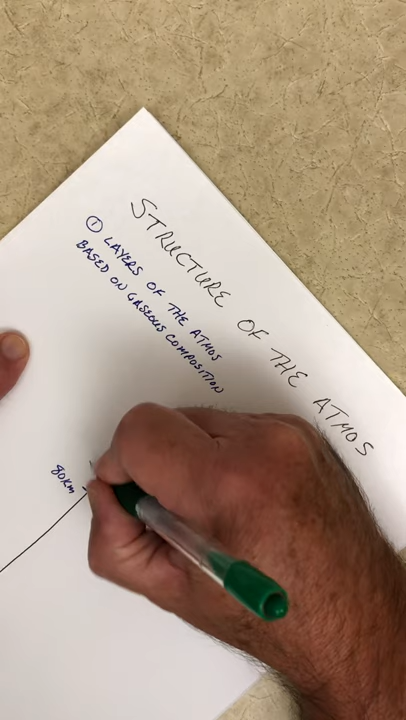 STRUCTURE OF THE ATMOS
① LAYERS OF THE ATMOS
BASED ON GASEOUS COMPOSITION
80KM